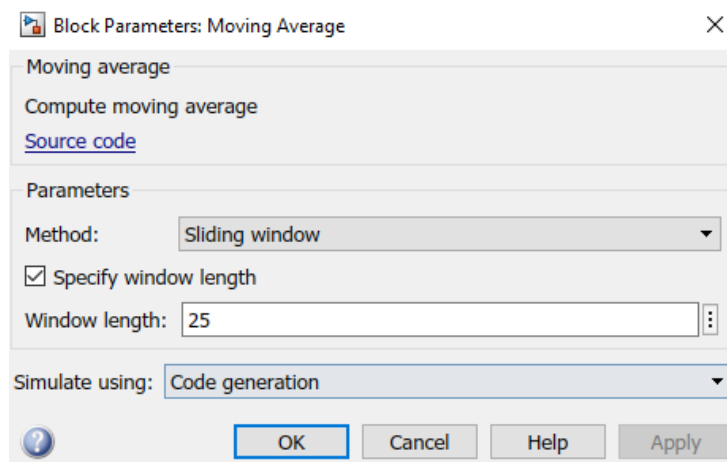 Block Parameters: Moving Average
Moving average
Compute moving average
Source code
Parameters
Method: Sliding window
Specify window length
Window length: 25
Simulate using: Code generation
OK Cancel Help Apply